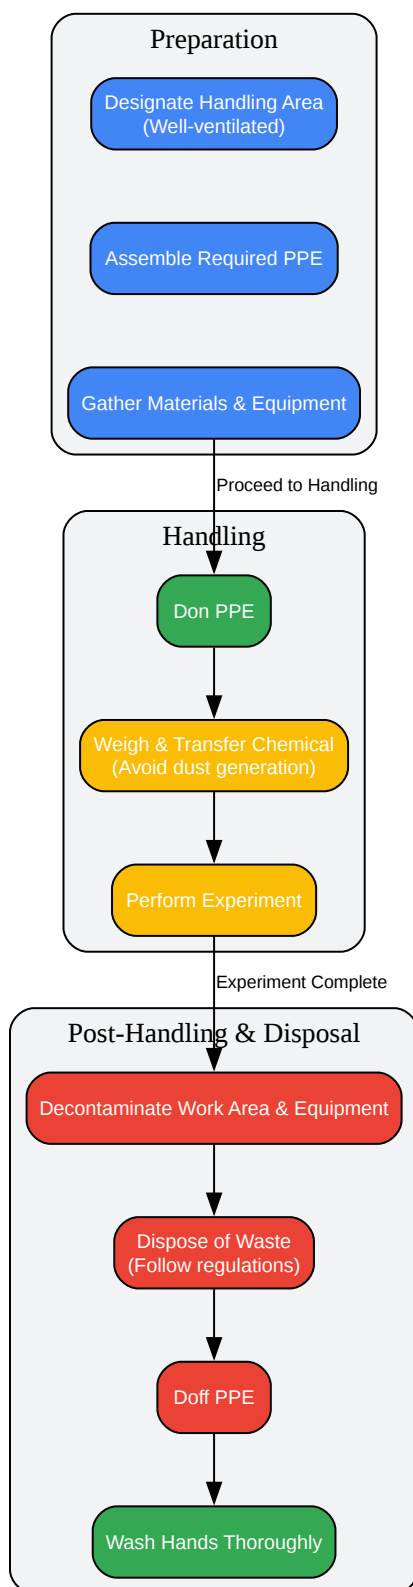 Preparation
Designate Handling Area
(Well-ventilated)
Assemble Required PPE
Gather Materials & Equipment
Proceed to Handling
Handling
Don PPE
Weigh & Transfer Chemical
(Avoid dust generation)
Perform Experiment
Experiment Complete
Post-Handling & Disposal
Decontaminate Work Area & Equipment
Dispose of Waste
(Follow regulations)
Doff PPE
Wash Hands Thoroughly